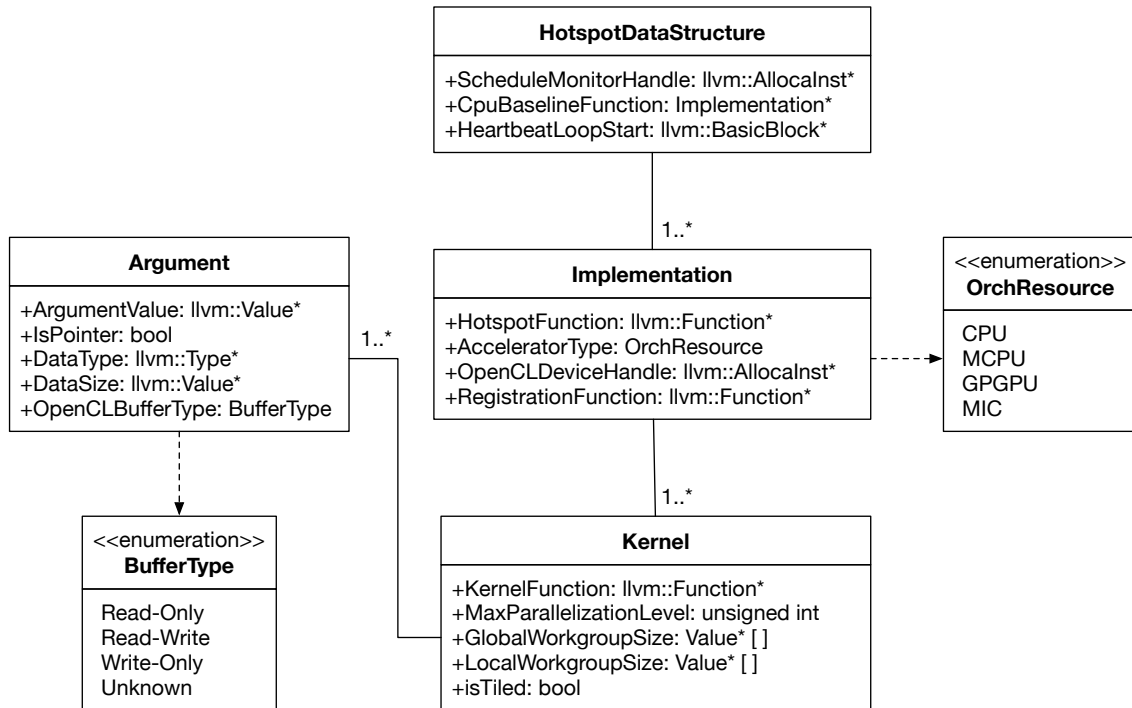 HotspotDataStructure
+ScheduleMonitorHandle: llvm::AllocaInst*
+CpuBaselineFunction: Implementation*
+HeartbeatLoopStart: llvm::BasicBlock*
1..*
Argument
+ArgumentValue: llvm::Value*
+IsPointer: bool
+DataType: llvm::Type*
+DataSize: llvm::Value*
+OpenCLBufferType: BufferType
1..*
Implementation
+HotspotFunction: llvm::Function*
+AcceleratorType: OrchResource
+OpenCLDeviceHandle: llvm::AllocaInst*
+RegistrationFunction: llvm::Function*
<<enumeration>>
OrchResource
CPU
MCPU
GPGPU
MIC
1..*
<<enumeration>>
BufferType
Read-Only
Read-Write
Write-Only
Unknown
Kernel
+KernelFunction: llvm::Function*
+MaxParallelizationLevel: unsigned int
+GlobalWorkgroupSize: Value* [ ]
+LocalWorkgroupSize: Value* [ ]
+isTiled: bool